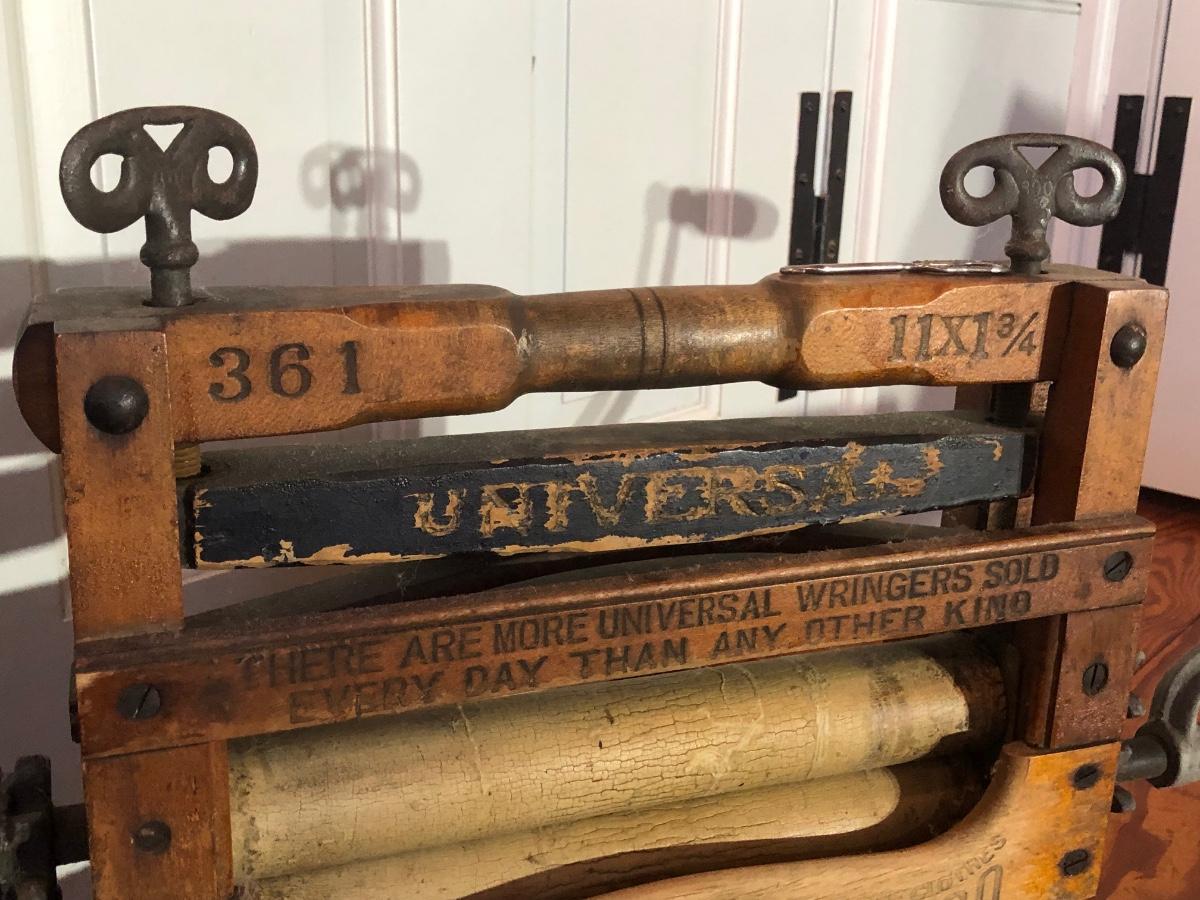 361
11X1¾
UNIVERSAL
THERE ARE MORE UNIVERSAL WRINGERS SOLD
EVERY DAY THAN ANY OTHER KIND